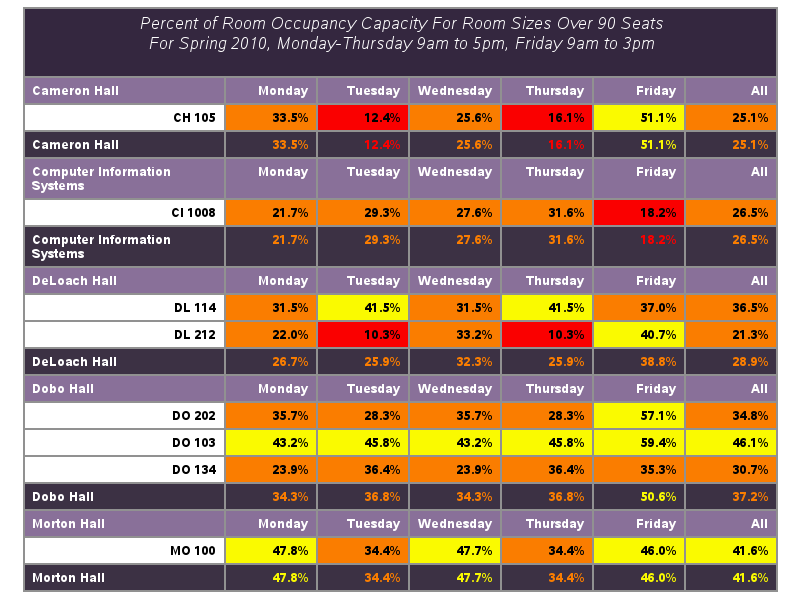 Percent of Room Occupancy Capacity For Room Sizes Over 90 Seats
For Spring 2010, Monday-Thursday 9am to 5pm, Friday 9am to 3pm
Cameron Hall Monday Tuesday Wednesday Thursday Friday All
CH 105 33.5% 12.4% 25.6% 16.1% 51.1% 25.1%
Cameron Hall 33.5% 12.4% 25.6% 16.1% 51.1% 25.1%
Computer Information Monday Tuesday Wednesday Thursday Friday All
Systems
CI 1008 21.7% 29.3% 27.6% 31.6% 18.2% 26.5%
Computer Information 21.7% 29.3% 27.6% 31.6% 18.2% 26.5%
Systems
DeLoach Hall Monday Tuesday Wednesday Thursday Friday All
DL 114 31.5% 41.5% 31.5% 41.5% 37.0% 36.5%
DL 212 22.0% 10.3% 33.2% 10.3% 40.7% 21.3%
DeLoach Hall 26.7% 25.9% 32.3% 25.9% 38.8% 28.9%
Dobo Hall Monday Tuesday Wednesday Thursday Friday All
DO 202 35.7% 28.3% 35.7% 28.3% 57.1% 34.8%
DO 103 43.2% 45.8% 43.2% 45.8% 59.4% 46.1%
DO 134 23.9% 36.4% 23.9% 36.4% 35.3% 30.7%
Dobo Hall 34.3% 36.8% 34.3% 36.8% 50.6% 37.2%
Morton Hall Monday Tuesday Wednesday Thursday Friday All
MO 100 47.8% 34.4% 47.7% 34.4% 46.0% 41.6%
Morton Hall 47.8% 34.4% 47.7% 34.4% 46.0% 41.6%